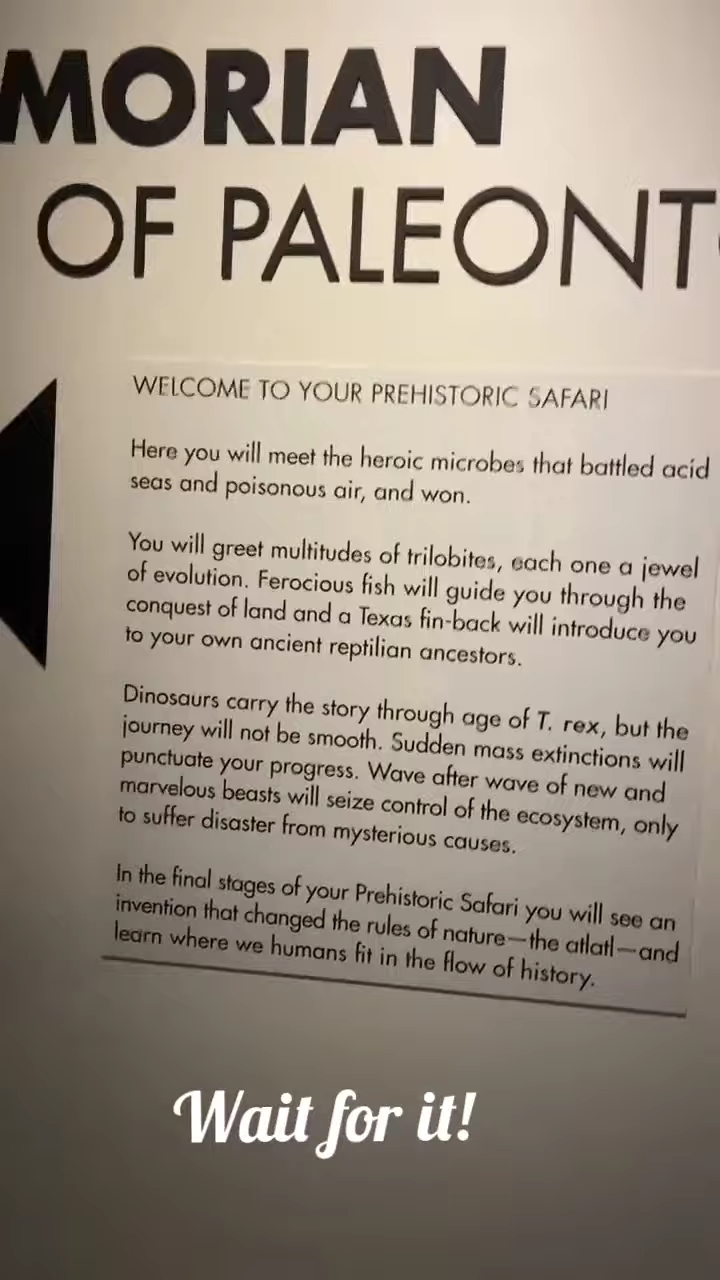 MORIAN
OF PALEONT
WELCOME TO YOUR PREHISTORIC SAFARI
Here you will meet the heroic microbes that battled acid
seas and poisonous air, and won.
You will greet multitudes of trilobites, each one a jewel
of evolution. Ferocious fish will guide you through the
conquest of land and a Texas fin-back will introduce you
to your own ancient reptilian ancestors.
Dinosaurs carry the story through age of T. rex, but the
journey will not be smooth. Sudden mass extinctions will
punctuate your progress. Wave after wave of new and
marvelous beasts will seize control of the ecosystem, only
to suffer disaster from mysterious causes.
In the final stages of your Prehistoric Safari you will see an
invention that changed the rules of nature—the atlatl—and
learn where we humans fit in the flow of history.
Wait for it!